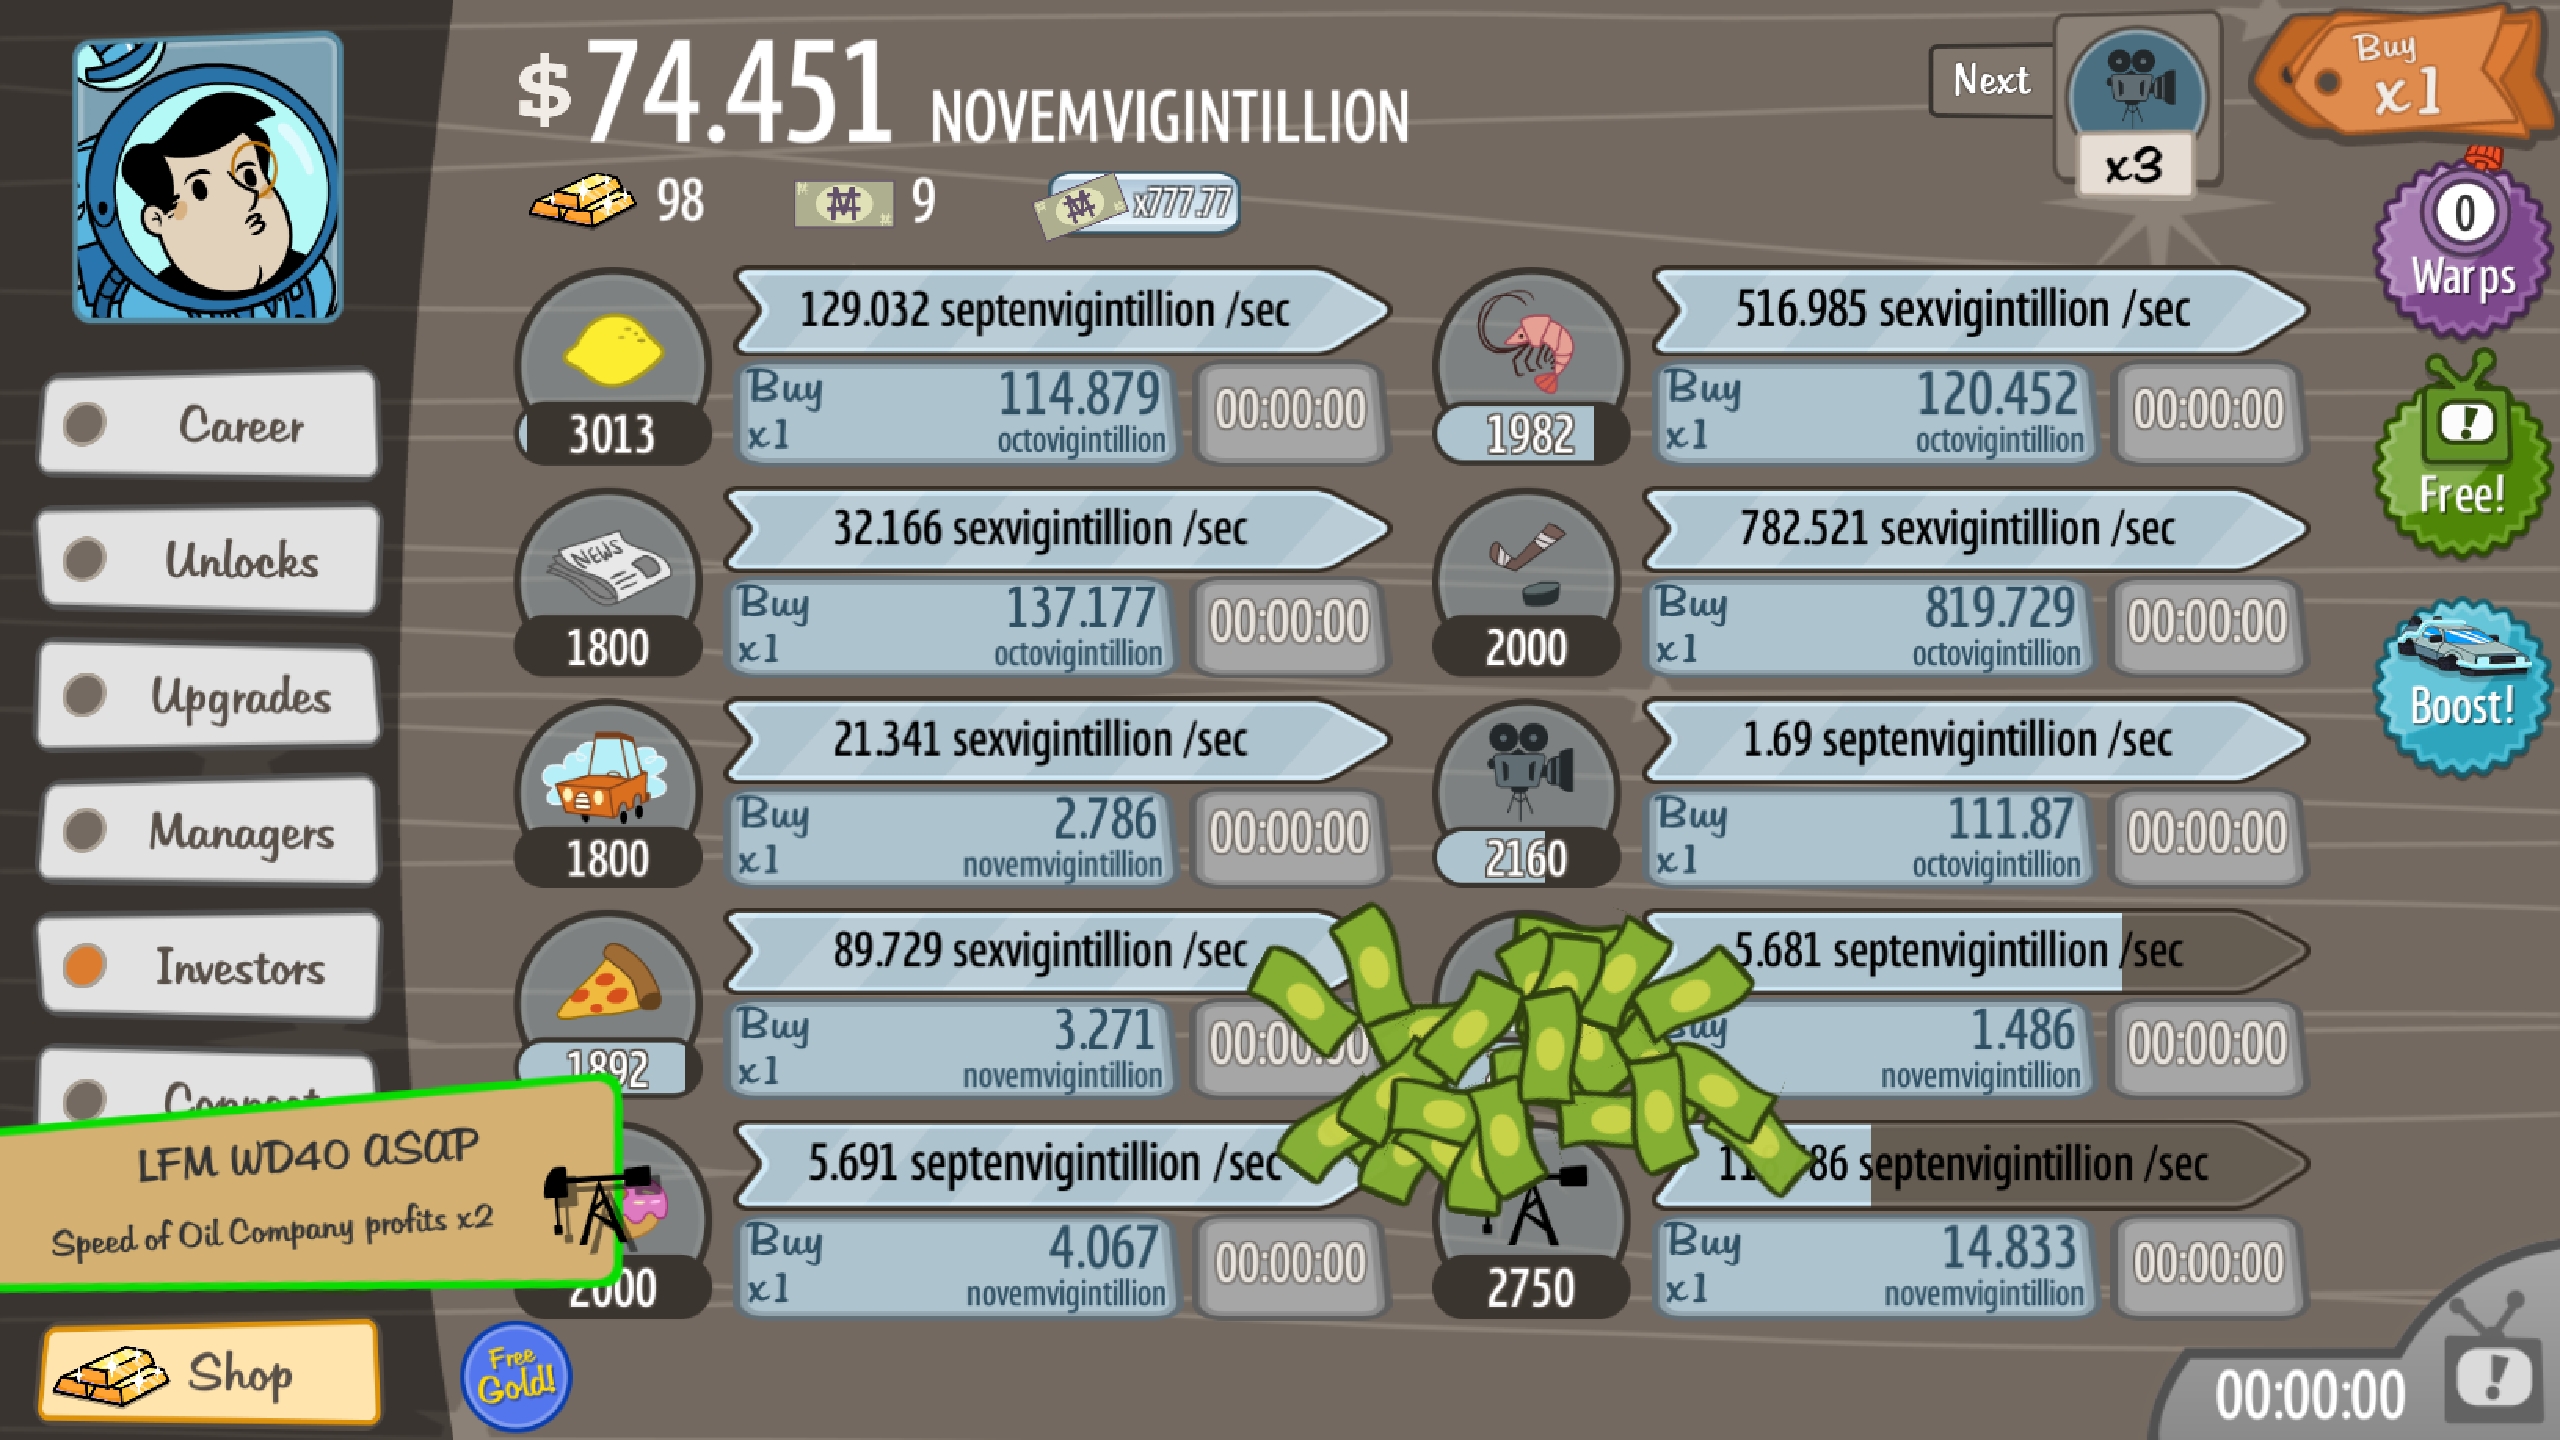 $74.451 NOVEMVIGINTILLION
98
9
x777.77
Next
x3
Buy
x1
0
Warps
Free!
Boost!
Career
Unlocks
Upgrades
Managers
Investors
LFM WD40 ASAP
Speed of Oil Company profits x2
Shop
Free
Gold!
129.032 septenvigintillion /sec
3013
Buy
x1
114.879
octovigintillion
00:00:00
516.985 sexvigintillion /sec
1982
Buy
x1
120.452
octovigintillion
00:00:00
NEWS
32.166 sexvigintillion /sec
1800
Buy
x1
137.177
octovigintillion
00:00:00
782.521 sexvigintillion /sec
2000
Buy
x1
819.729
octovigintillion
00:00:00
21.341 sexvigintillion /sec
1800
Buy
x1
2.786
novemvigintillion
00:00:00
1.69 septenvigintillion /sec
2160
Buy
x1
111.87
octovigintillion
00:00:00
89.729 sexvigintillion /sec
1892
Buy
x1
3.271
novemvigintillion
00:00:00
5.681 septenvigintillion /sec
Buy
1.486
novemvigintillion
00:00:00
5.691 septenvigintillion /sec
2000
Buy
x1
4.067
novemvigintillion
00:00:00
septenvigintillion /sec
2750
Buy
x1
14.833
novemvigintillion
00:00:00
00:00:00